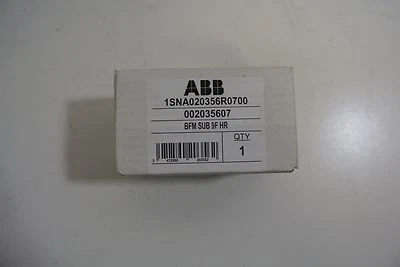 ABB
1SNA020356R0700
002035607
BFM SUB 9F HR
QTY
1